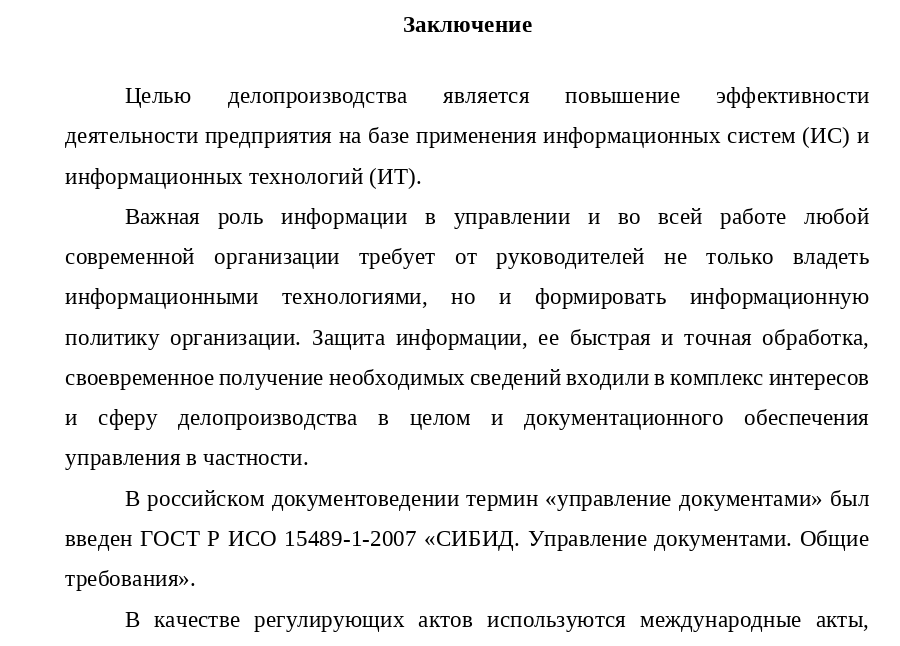 Заключение
Целью делопроизводства является повышение эффективности
деятельности предприятия на базе применения информационных систем (ИС) и
информационных технологий (ИТ).
Важная роль информации в управлении и во всей работе любой
современной организации требует от руководителей не только владеть
информационными технологиями, но и формировать информационную
политику организации. Защита информации, ее быстрая и точная обработка,
своевременное получение необходимых сведений входили в комплекс интересов
и сферу делопроизводства в целом и документационного обеспечения
управления в частности.
В российском документоведении термин «управление документами» был
введен ГОСТ Р ИСО 15489-1-2007 «СИБИД. Управление документами. Общие
требования».
В качестве регулирующих актов используются международные акты,